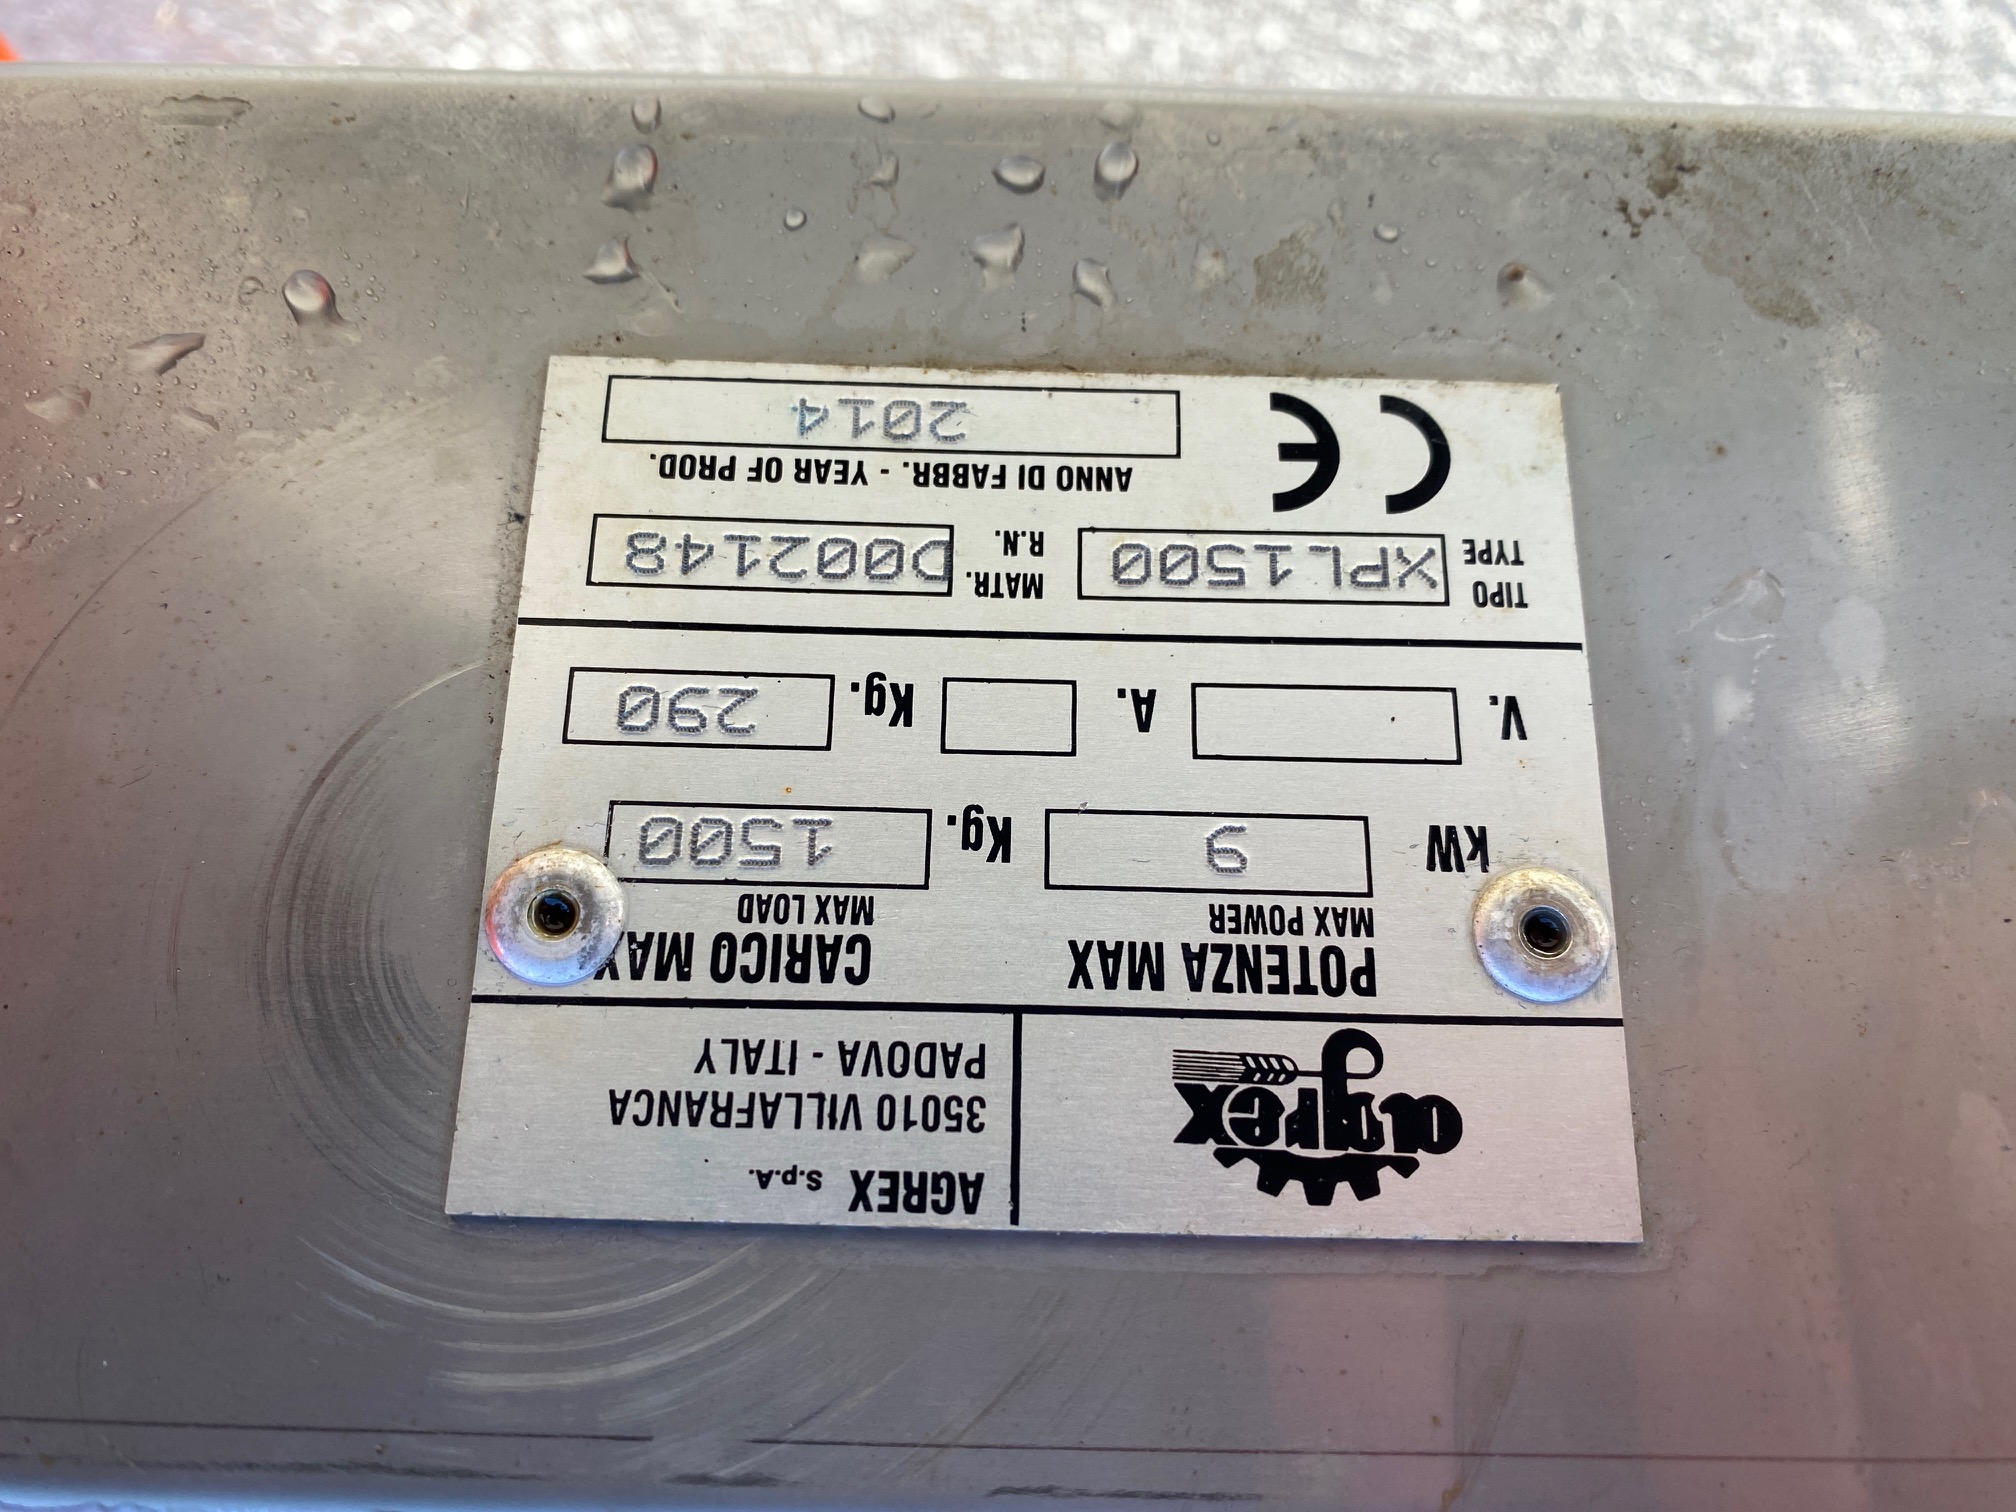 AGREX S.p.A.
35010 VILLAFRANCA
PADOVA - ITALY
agrex
POTENZA MAX
MAX POWER
kW 9
CARICO MAX
MAX LOAD
Kg. 1500
V.
A.
Kg. 290
TIPO
TYPE
XPL1500
MATR.
R.N.
D002148
CE
ANNO DI FABBR. - YEAR OF PROD.
2014